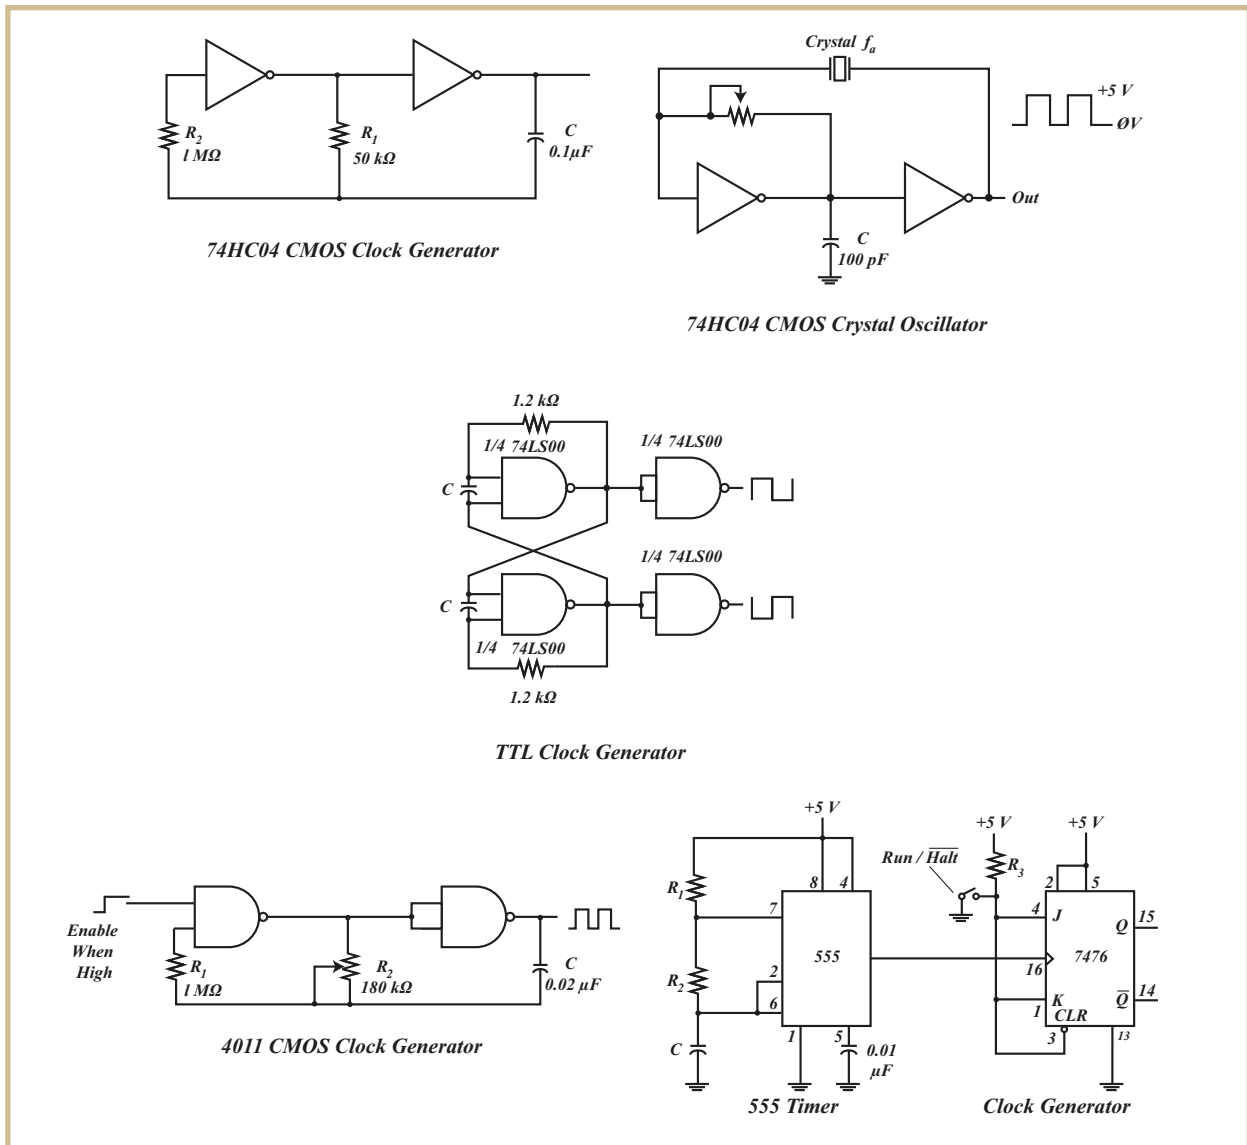 R2
l MΩ
R1
50 kΩ
C
0.1µF
74HC04 CMOS Clock Generator
Crystal fa
+5 V
ØV
Out
C
100 pF
74HC04 CMOS Crystal Oscillator
1.2 kΩ
1/4 74LS00
1/4 74LS00
C
1/4 74LS00
C
1/4 74LS00
1.2 kΩ
TTL Clock Generator
Enable
When
High
R1
l MΩ
R2
180 kΩ
C
0.02 µF
4011 CMOS Clock Generator
+5 V
8 4
R1
7
555
2
R2
6
1
5
C
0.01
µF
555 Timer
+5 V
+5 V
Run / H̅a̅l̅t̅
R3
2 5
4 J
Q 15
16
7476
K
1
Q̅ 14
CLR
3
13
Clock Generator